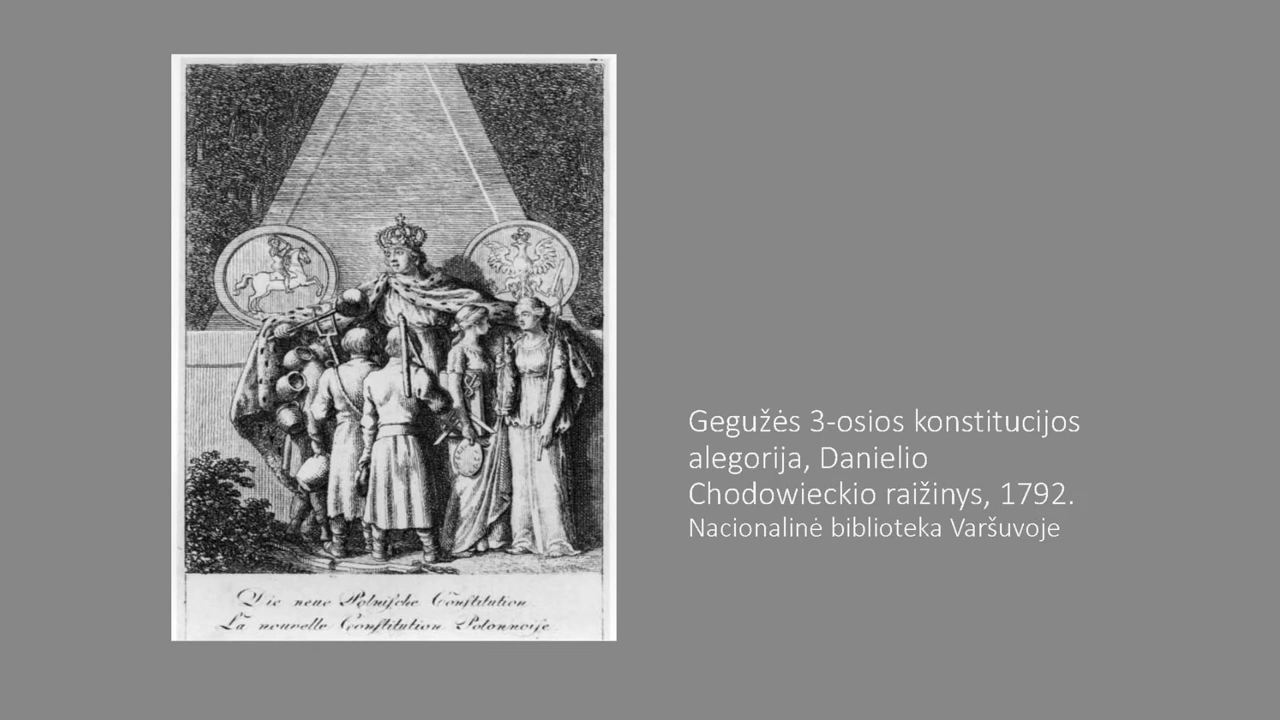 Die neue Polnische Constitution
La nouvelle Constitution Polonnoise
Gegužės 3-osios konstitucijos
alegorija, Danielio
Chodowieckio raižinys, 1792.
Nacionalinė biblioteka Varšuvoje